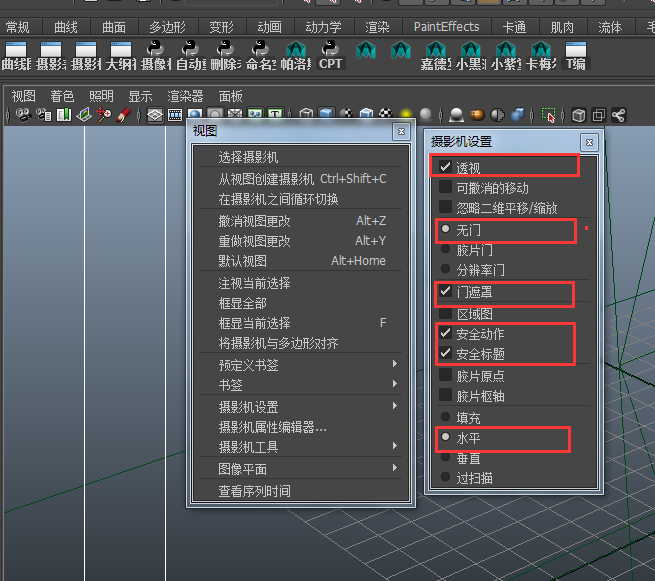 常规 曲线 曲面 多边形 变形 动画 动力学 渲染 PaintEffects 卡通 肌肉 流体 毛
曲线图 摄影 摄影机 大纲 摄像 自动 删除 命名空 帕洛 CPT 嘉德 小黑 小紫 卡梅 T编
视图 着色 照明 显示 渲染器 面板
视图
选择摄影机
从视图创建摄影机 Ctrl+Shift+C
在摄影机之间循环切换
撤消视图更改 Alt+Z
重做视图更改 Alt+Y
默认视图 Alt+Home
注视当前选择
框显全部
框显当前选择 F
将摄影机与多边形对齐
预定义书签
书签
摄影机设置
摄影机属性编辑器...
摄影机工具
图像平面
查看序列时间
摄影机设置
透视
可撤消的移动
忽略二维平移/缩放
无门
胶片门
分辨率门
门遮罩
区域图
安全动作
安全标题
胶片原点
胶片枢轴
填充
水平
垂直
过扫描